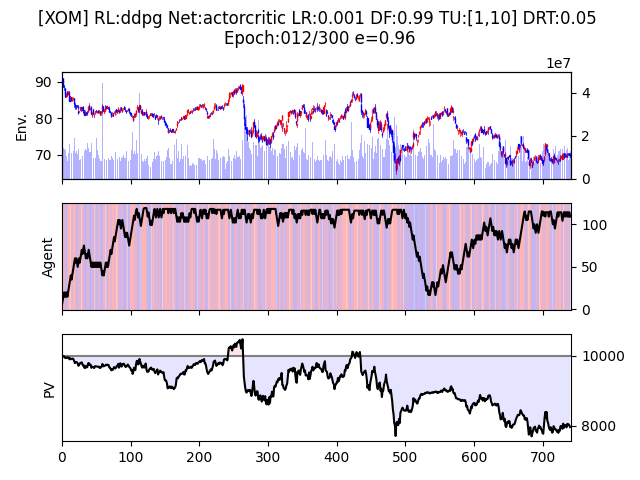 [XOM] RL:ddpg Net:actorcritic LR:0.001 DF:0.99 TU:[1,10] DRT:0.05
Epoch:012/300 e=0.96
1e7
Env.
90
80
70
4
2
0
Agent
100
50
0
PV
10000
8000
0 100 200 300 400 500 600 700